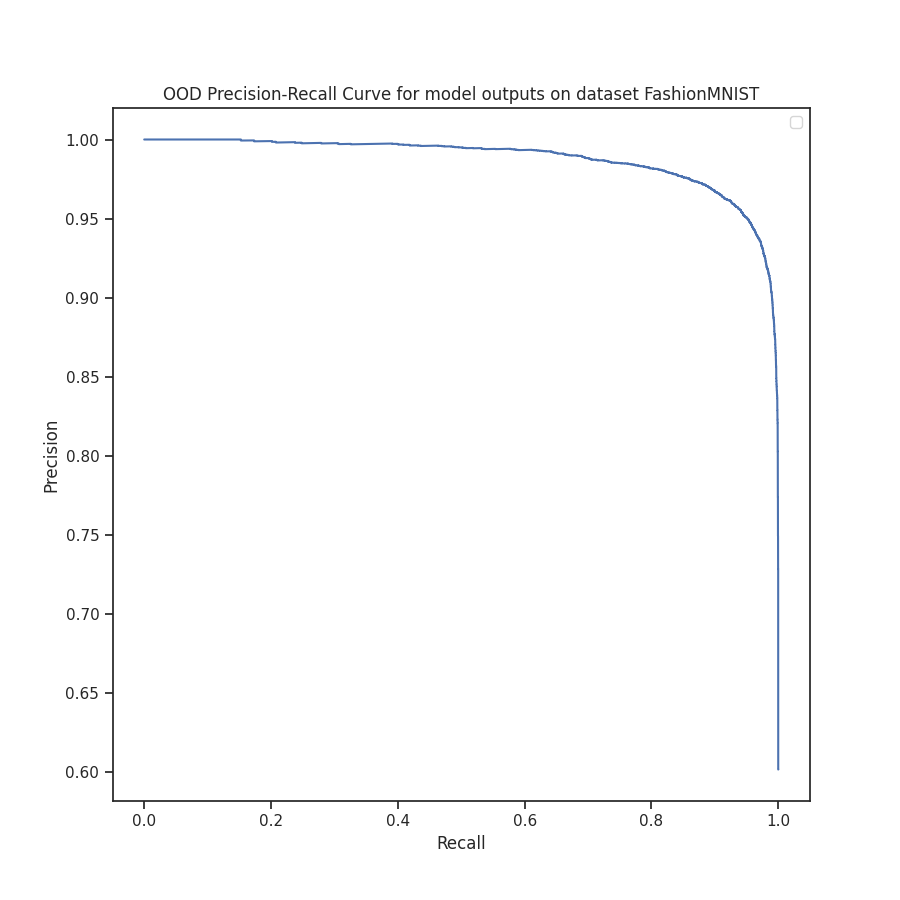 OOD Precision-Recall Curve for model outputs on dataset FashionMNIST
1.00
0.95
0.90
0.85
0.80
0.75
0.70
0.65
0.60
Precision
0.0 0.2 0.4 0.6 0.8 1.0
Recall